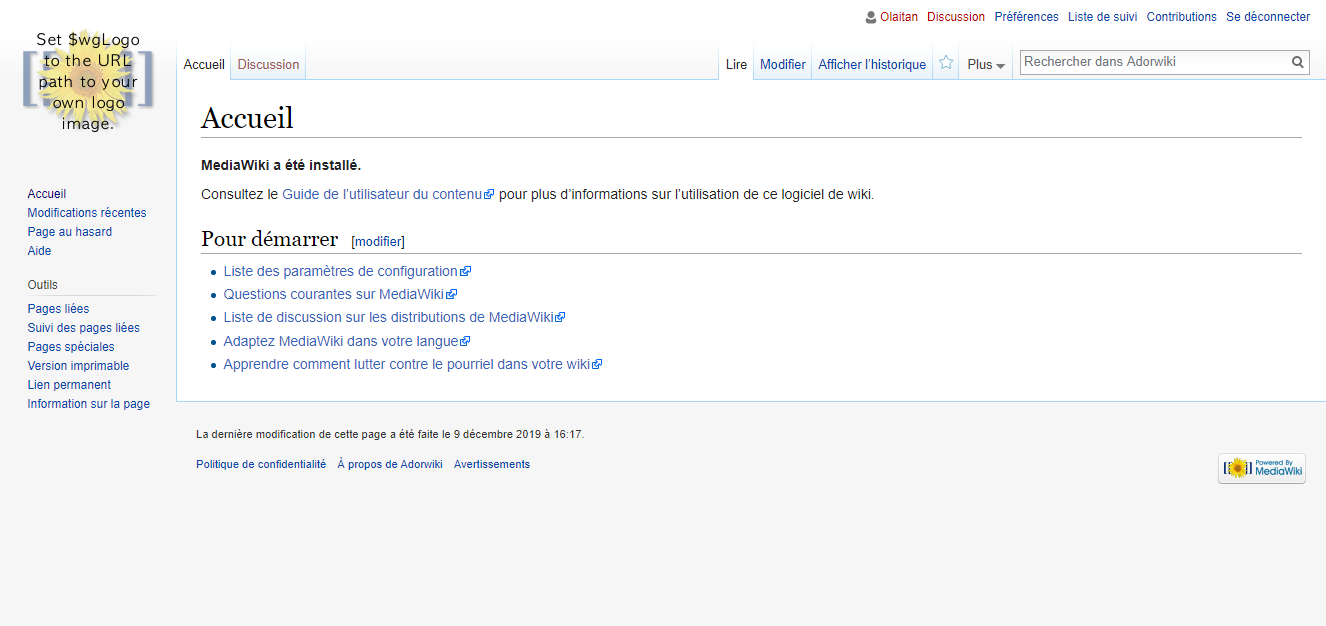 Olaitan Discussion Préférences Liste de suivi Contributions Se déconnecter
Set $wgLogo
to the URL
path to your
own logo
image.
Accueil Discussion Lire Modifier Afficher l’historique Plus Rechercher dans Adorwiki
Accueil
MediaWiki a été installé.
Consultez le Guide de l’utilisateur du contenu pour plus d’informations sur l’utilisation de ce logiciel de wiki.
Pour démarrer [modifier]
Liste des paramètres de configuration
Questions courantes sur MediaWiki
Liste de discussion sur les distributions de MediaWiki
Adaptez MediaWiki dans votre langue
Apprendre comment lutter contre le pourriel dans votre wiki
Accueil
Modifications récentes
Page au hasard
Aide
Outils
Pages liées
Suivi des pages liées
Pages spéciales
Version imprimable
Lien permanent
Information sur la page
La dernière modification de cette page a été faite le 9 décembre 2019 à 16:17.
Politique de confidentialité À propos de Adorwiki Avertissements
Powered By
MediaWiki